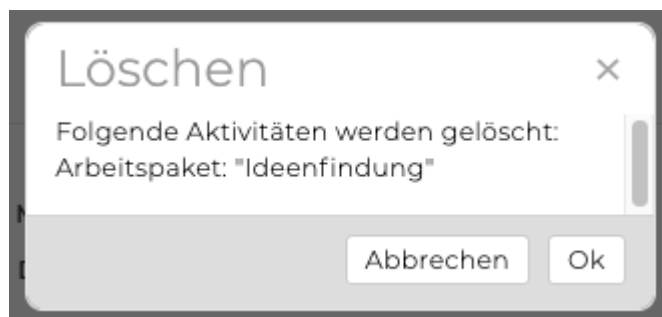 Löschen ×
Folgende Aktivitäten werden gelöscht:
Arbeitspaket: "Ideenfindung"
Abbrechen Ok